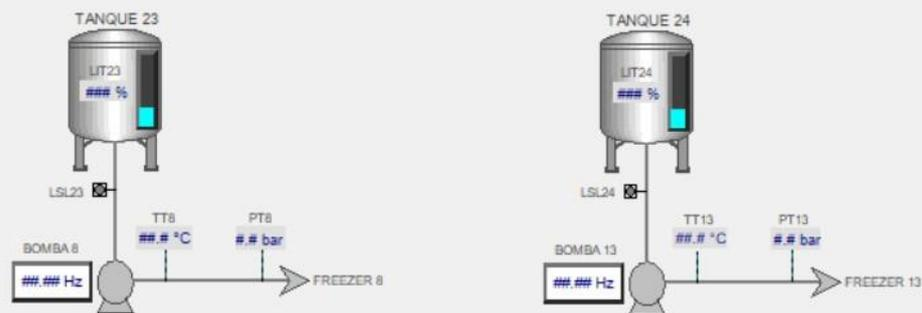 TANQUE 23
LIT23
### %
LSL23
TT8
##.# °C
PT8
#.# bar
BOMBA 8
##.## Hz
FREEZER 8
TANQUE 24
LIT24
### %
LSL24
TT13
##.# °C
PT13
#.# bar
BOMBA 13
##.## Hz
FREEZER 13